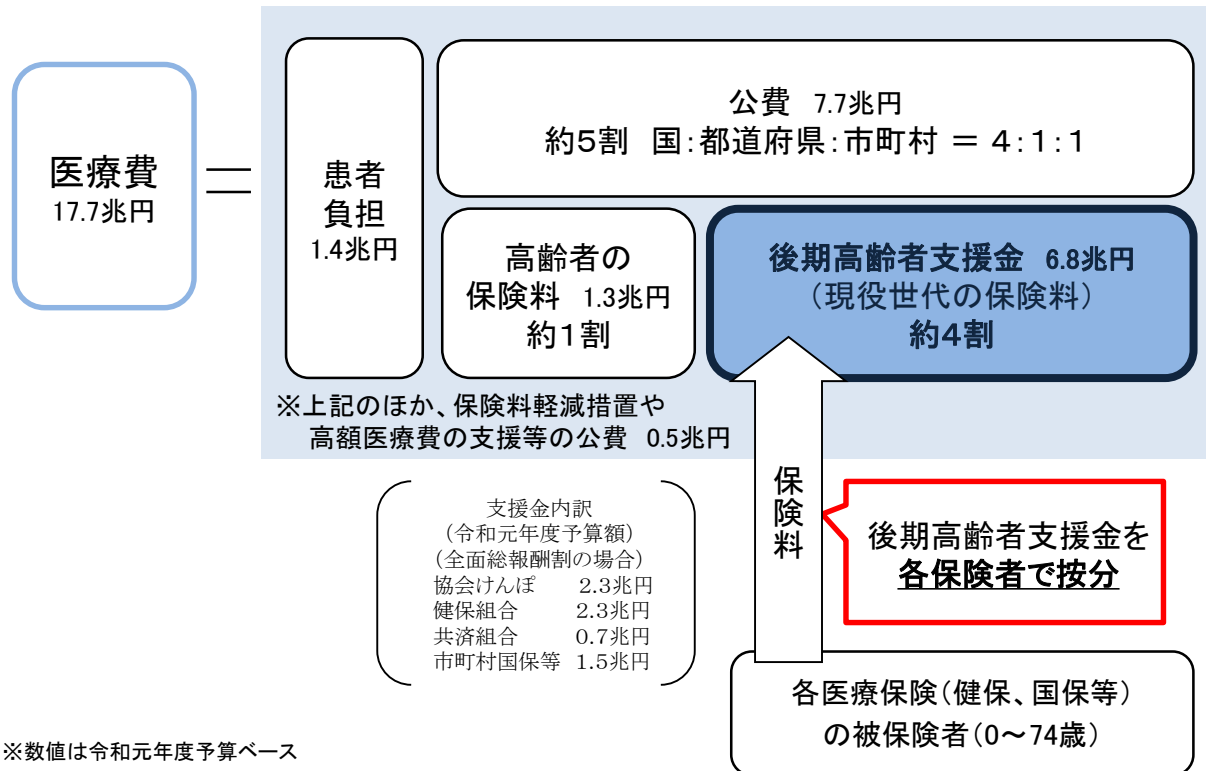 医療費
17.7兆円
=
患者
負担
1.4兆円
公費 7.7兆円
約5割 国:都道府県:市町村 = 4:1:1
高齢者の
保険料 1.3兆円
約1割
後期高齢者支援金 6.8兆円
(現役世代の保険料)
約4割
※上記のほか、保険料軽減措置や
高額医療費の支援等の公費 0.5兆円
支援金内訳
(令和元年度予算額)
(全面総報酬割の場合)
協会けんぽ 2.3兆円
健保組合 2.3兆円
共済組合 0.7兆円
市町村国保等 1.5兆円
保険料
後期高齢者支援金を
各保険者で按分
各医療保険(健保、国保等)
の被保険者(0~74歳)
※数値は令和元年度予算ベース